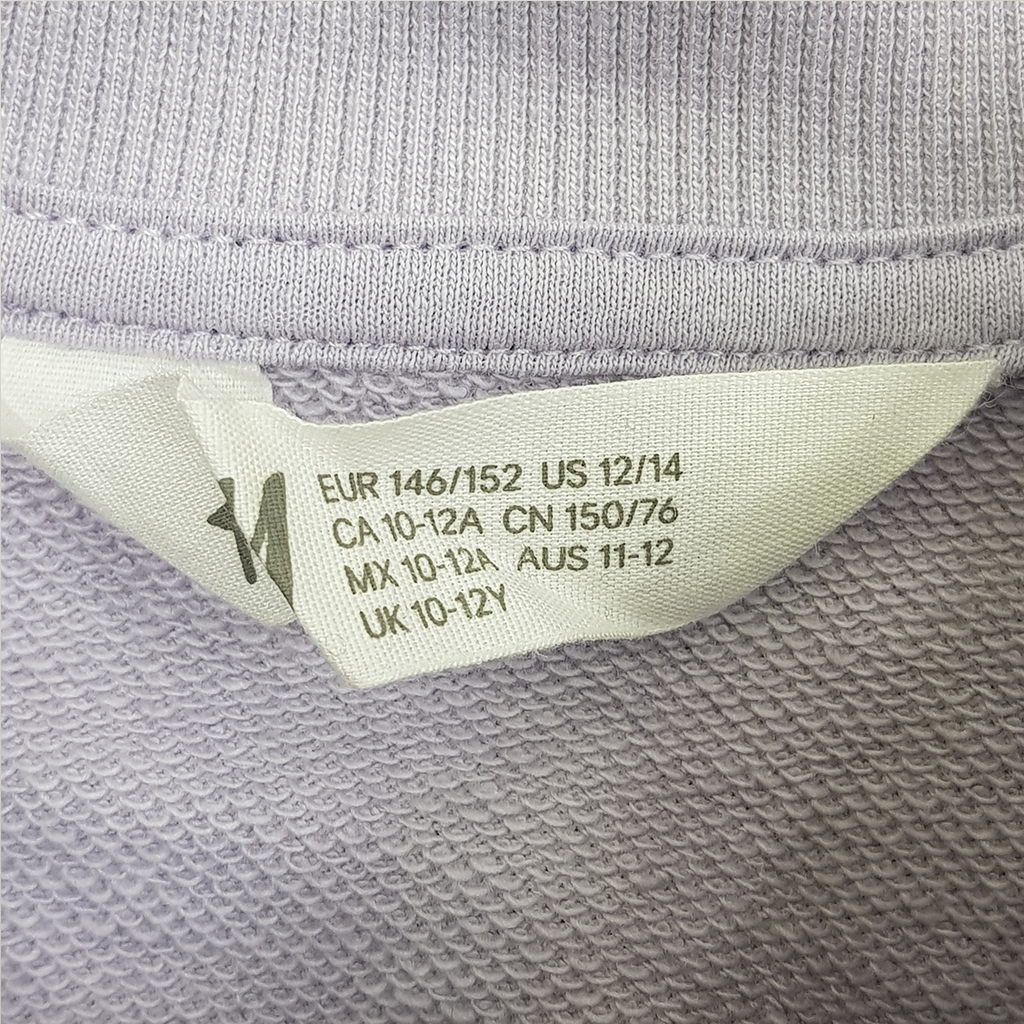 EUR 146/152 US 12/14
CA 10-12A CN 150/76
MX 10-12A AUS 11-12
UK 10-12Y